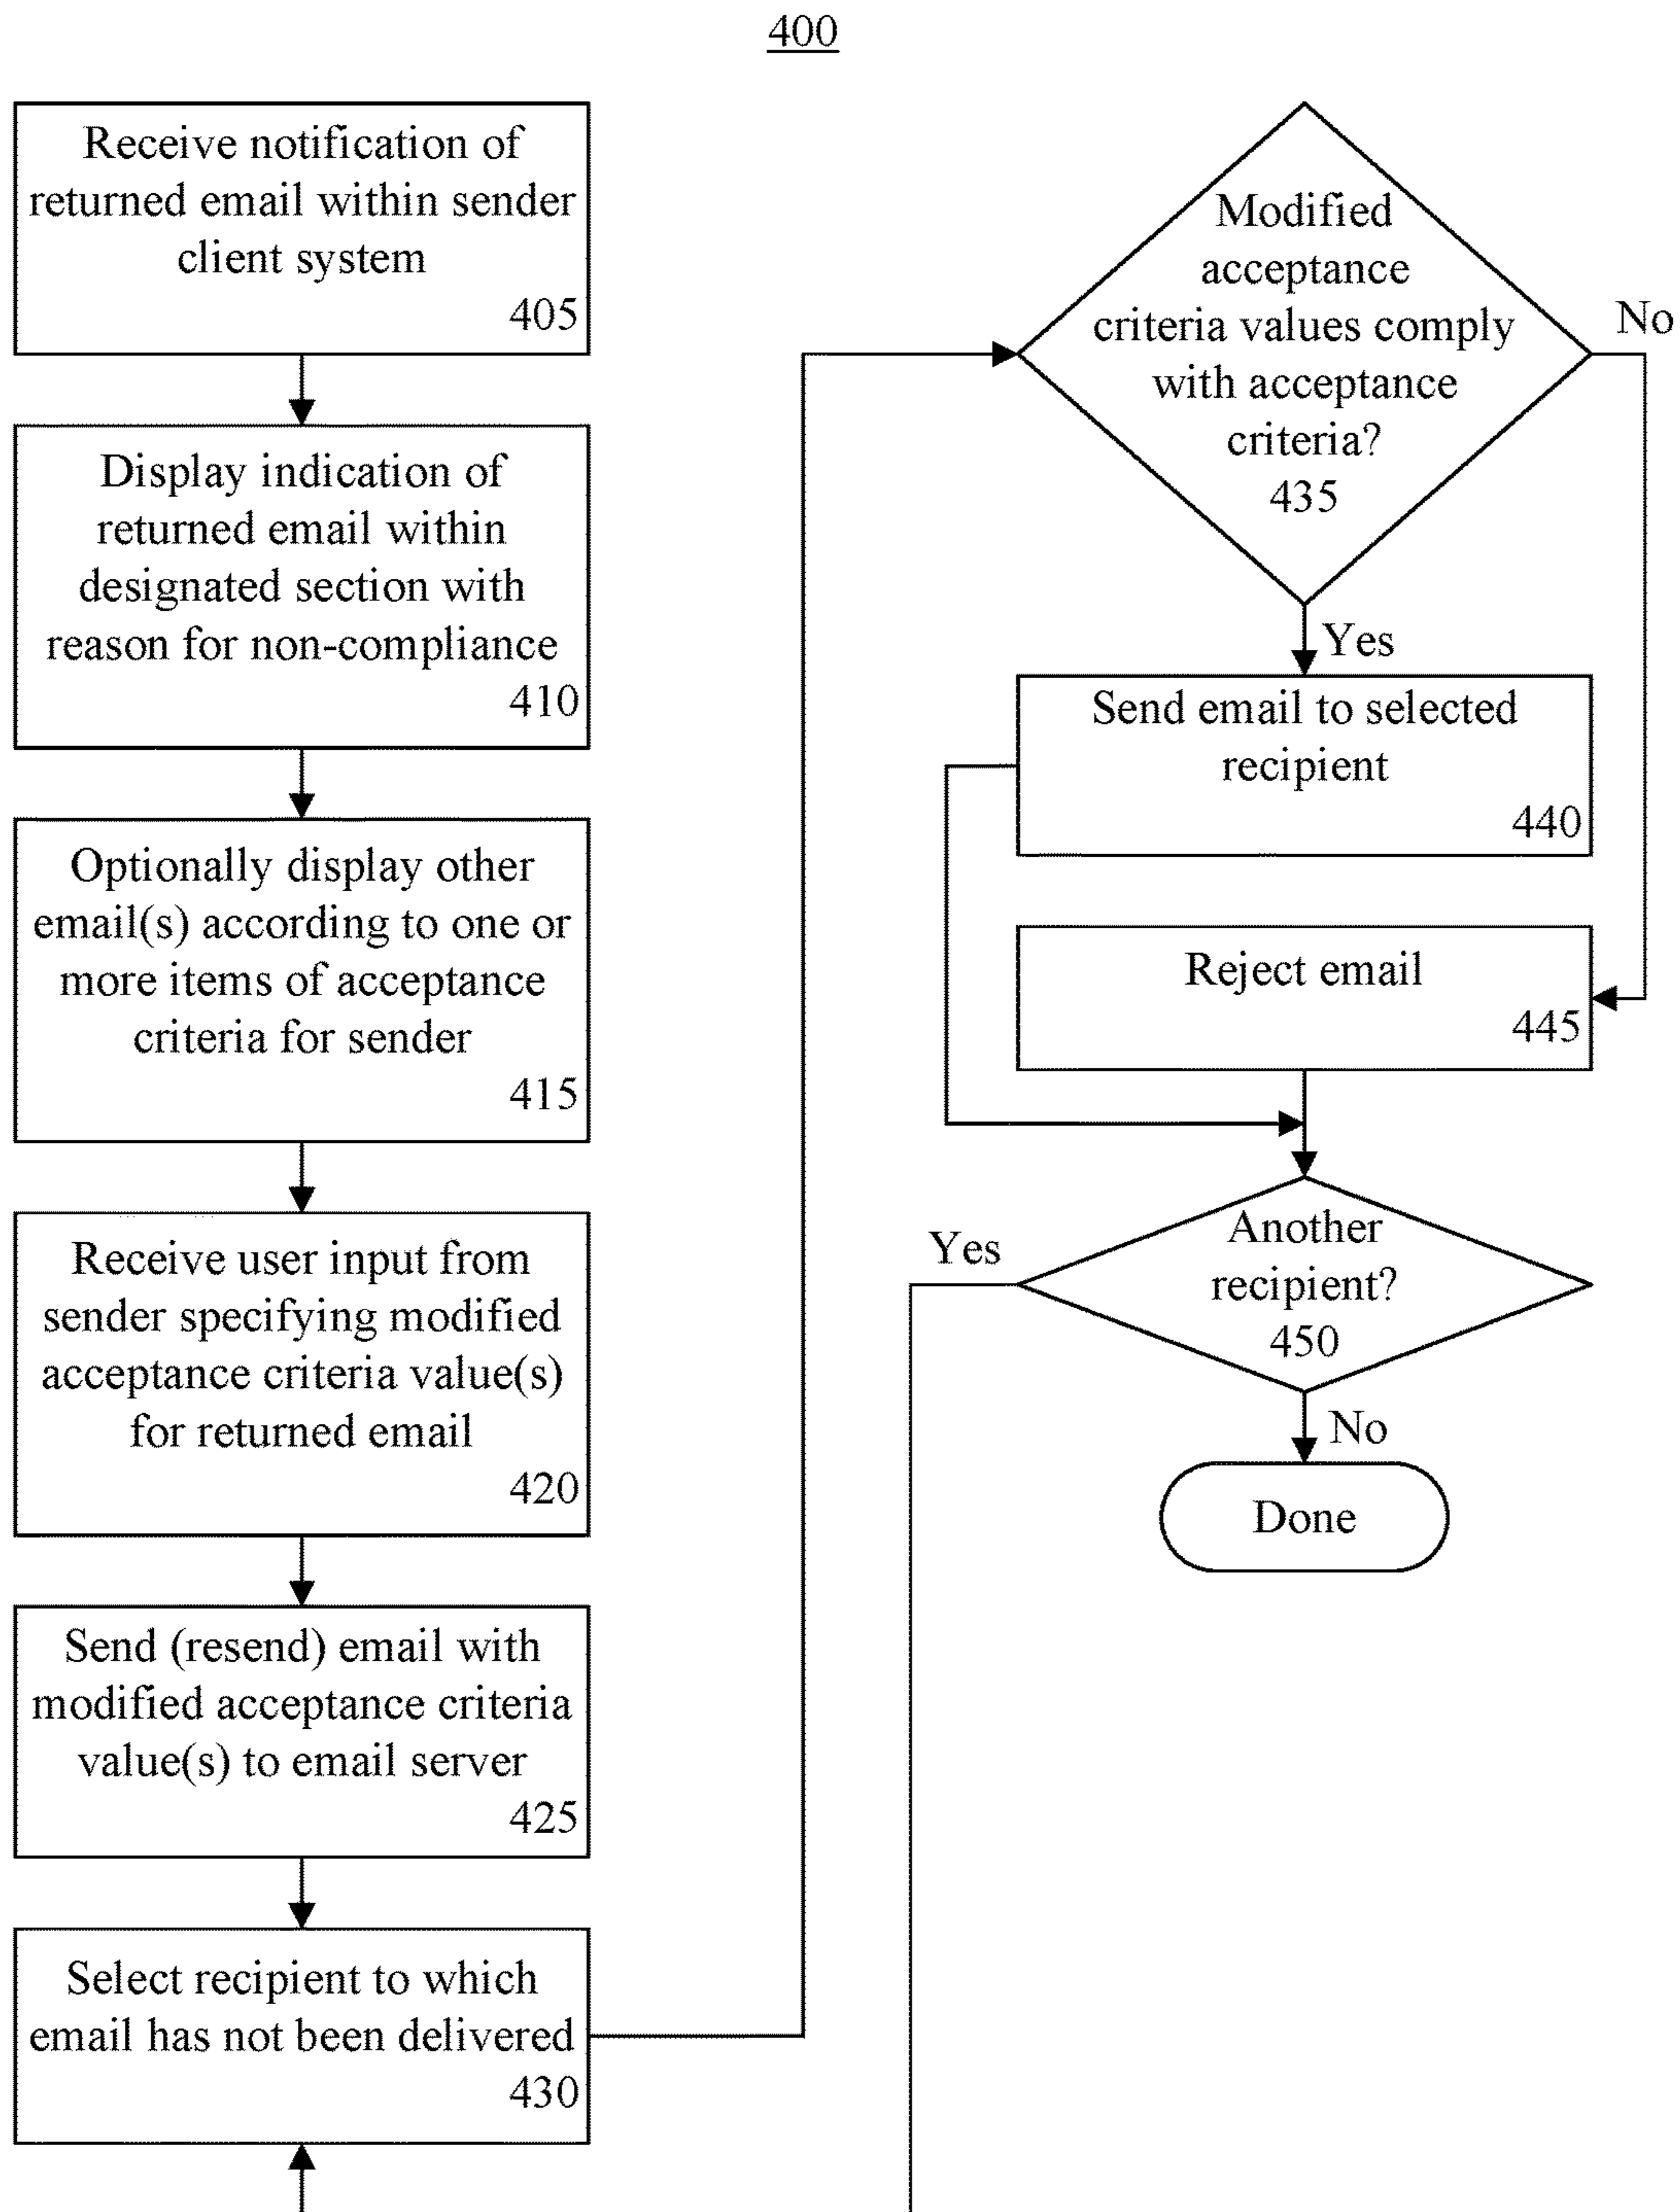 400
Receive notification of
returned email within sender
client system
405
Display indication of
returned email within
designated section with
reason for non-compliance
410
Optionally display other
email(s) according to one or
more items of acceptance
criteria for sender
415
Receive user input from
sender specifying modified
acceptance criteria value(s)
for returned email
420
Send (resend) email with
modified acceptance criteria
value(s) to email server
425
Select recipient to which
email has not been delivered
430
Modified
acceptance
criteria values comply
with acceptance
criteria?
435
No
Yes
Send email to selected
recipient
440
Reject email
445
Another
recipient?
450
Yes
No
Done